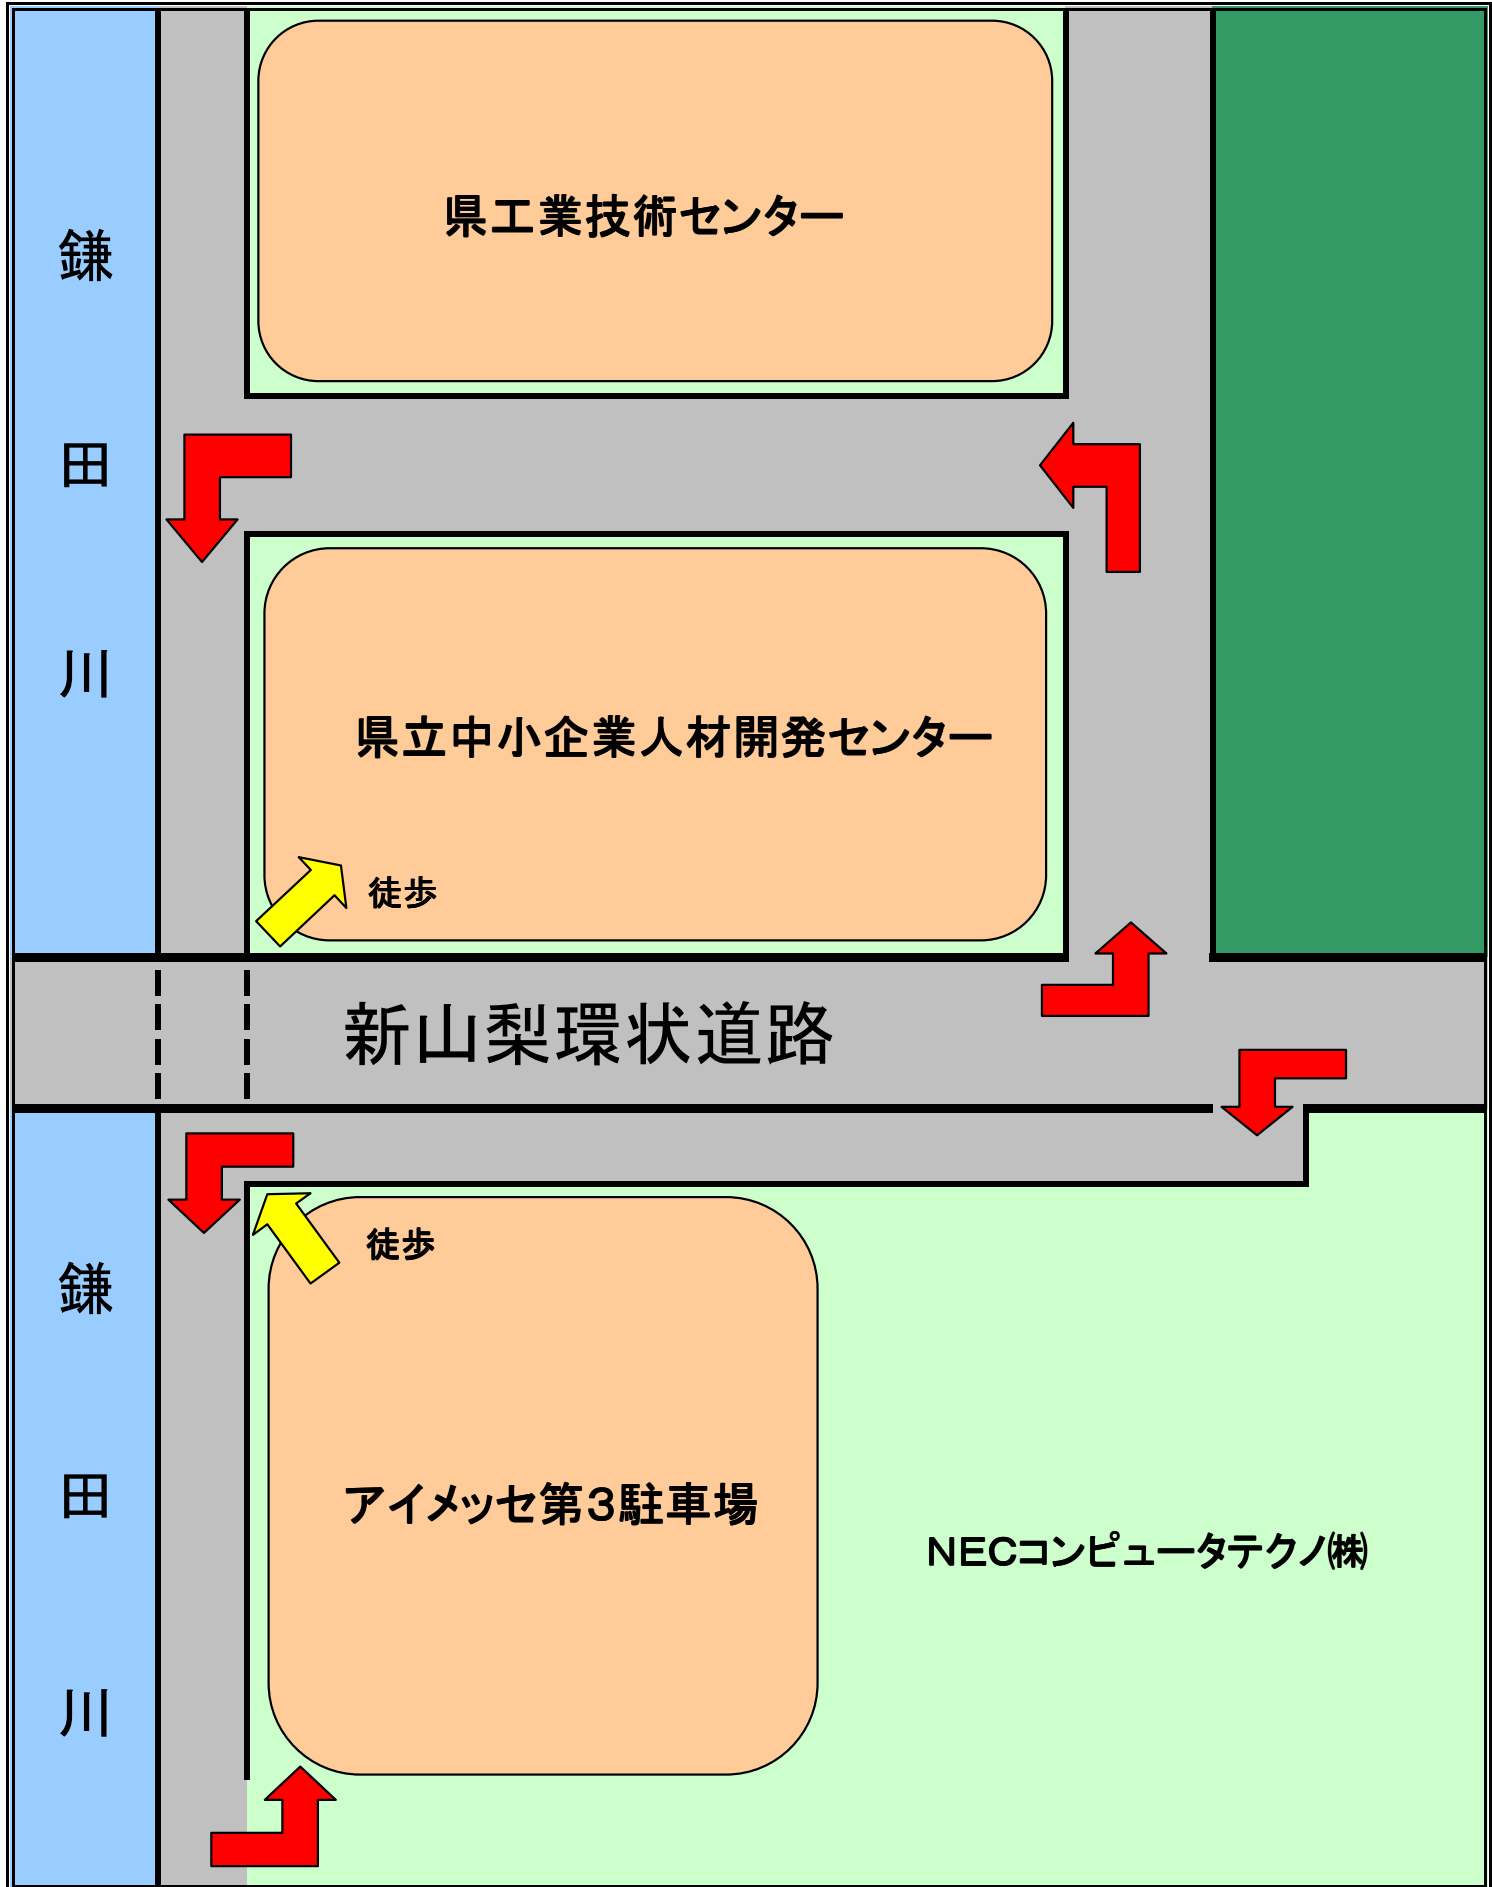 県工業技術センター
鎌田川
県立中小企業人材開発センター
徒歩
新山梨環状道路
徒歩
鎌田川
アイメッセ第3駐車場
NECコンピュータテクノ㈱